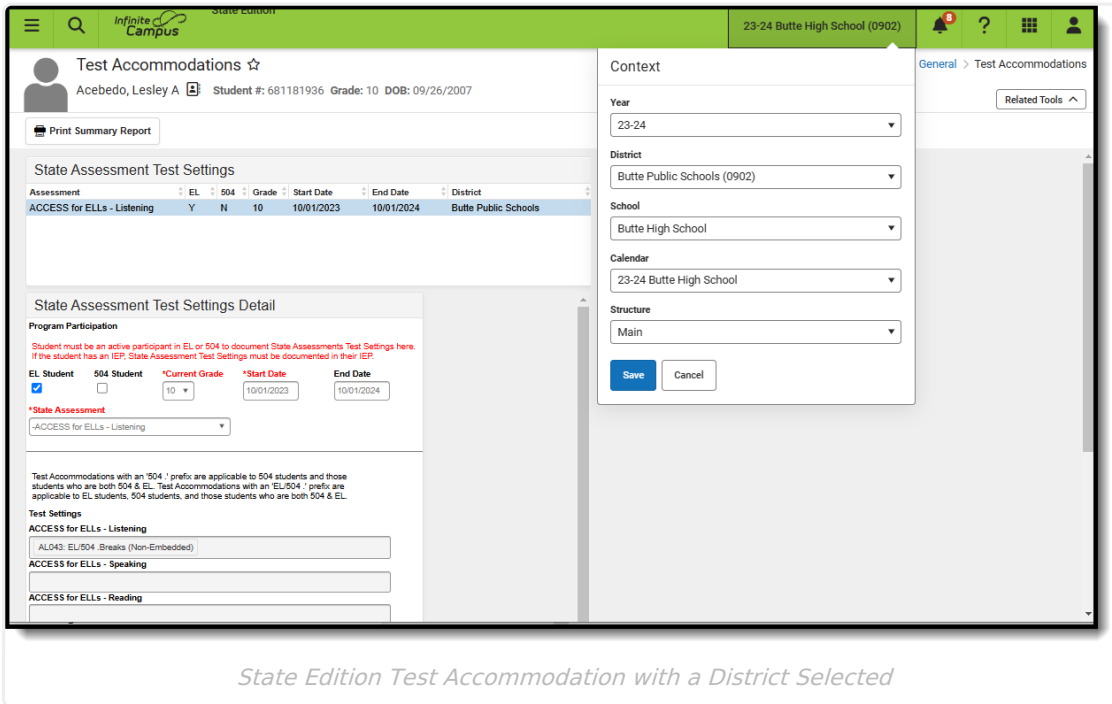 State Edition
Infinite Campus
23-24 Butte High School (0902)
8
?
Test Accommodations ☆
General > Test Accommodations
Acebedo, Lesley A Student #: 681181936 Grade: 10 DOB: 09/26/2007
Related Tools
Print Summary Report
Context
Year
23-24
District
Butte Public Schools (0902)
School
Butte High School
Calendar
23-24 Butte High School
Structure
Main
Save Cancel
State Assessment Test Settings
Assessment EL 504 Grade Start Date End Date District
ACCESS for ELLs - Listening Y N 10 10/01/2023 10/01/2024 Butte Public Schools
State Assessment Test Settings Detail
Program Participation
Student must be an active participant in EL or 504 to document State Assessments Test Settings here.
If the student has an IEP, State Assessment Test Settings must be documented in their IEP.
EL Student 504 Student *Current Grade *Start Date End Date
10 10/01/2023 10/01/2024
*State Assessment
-ACCESS for ELLs - Listening
Test Accommodations with an '504 .' prefix are applicable to 504 students and those
students who are both 504 & EL. Test Accommodations with an 'EL/504 .' prefix are
applicable to EL students, 504 students, and those students who are both 504 & EL.
Test Settings
ACCESS for ELLs - Listening
AL043: EL/504 .Breaks (Non-Embedded)
ACCESS for ELLs - Speaking
ACCESS for ELLs - Reading
State Edition Test Accommodation with a District Selected